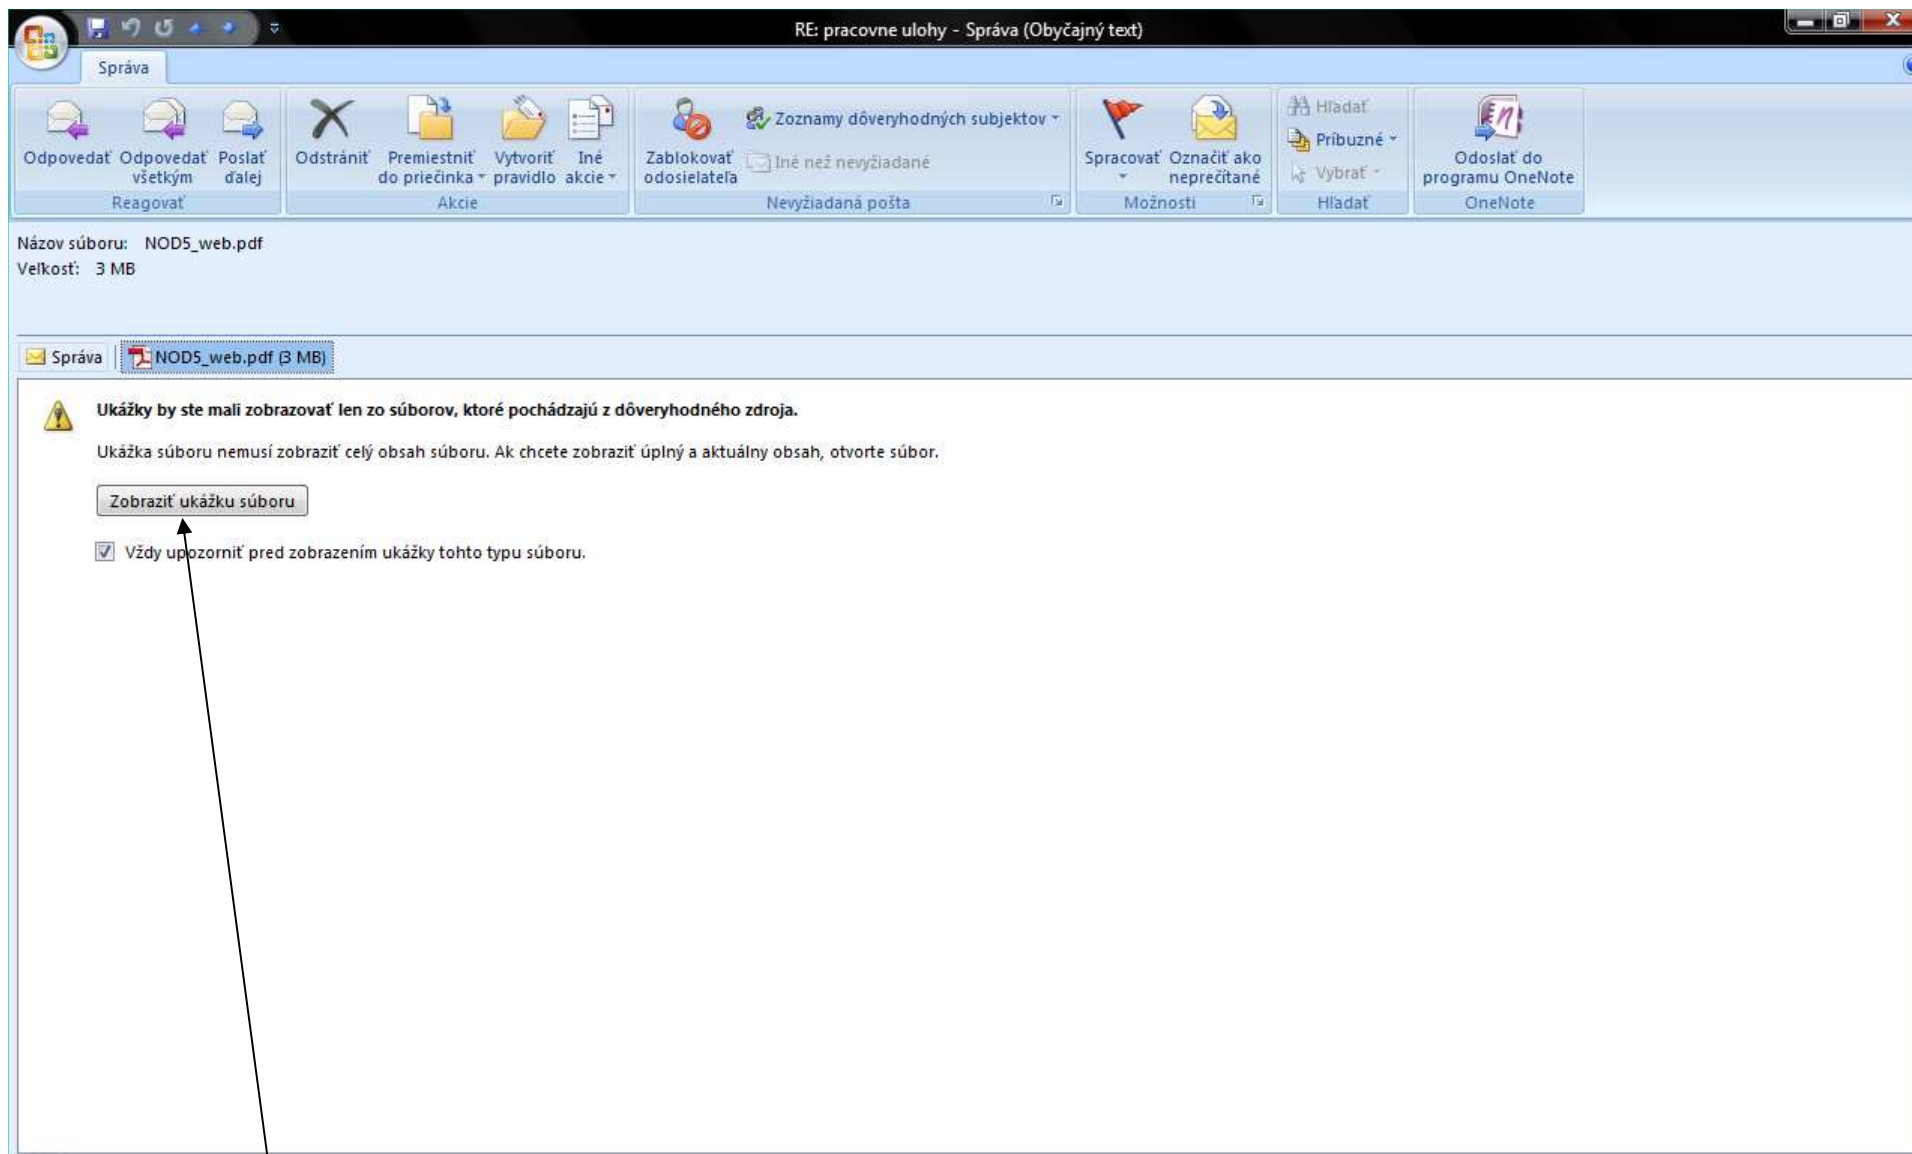 RE: pracovne ulohy - Správa (Obyčajný text)
Správa
Odpovedať Odpovedať všetkým Poslať ďalej
Reagovať
Odstrániť Premiestniť do priečinka Vytvoriť pravidlo Iné akcie
Akcie
Zablokovať odosielateľa
Zoznamy dôveryhodných subjektov
Iné než nevyžiadané
Nevyžiadaná pošta
Spracovať Označiť ako neprečítané
Možnosti
Hľadať
Príbuzné
Vybrať
Hľadať
Odoslať do programu OneNote
OneNote
Názov súboru: NOD5_web.pdf
Veľkosť: 3 MB
Správa NOD5_web.pdf (3 MB)
Ukážky by ste mali zobrazovať len zo súborov, ktoré pochádzajú z dôveryhodného zdroja.
Ukážka súboru nemusí zobraziť celý obsah súboru. Ak chcete zobraziť úplný a aktuálny obsah, otvorte súbor.
Zobraziť ukážku súboru
Vždy upozorniť pred zobrazením ukážky tohto typu súboru.